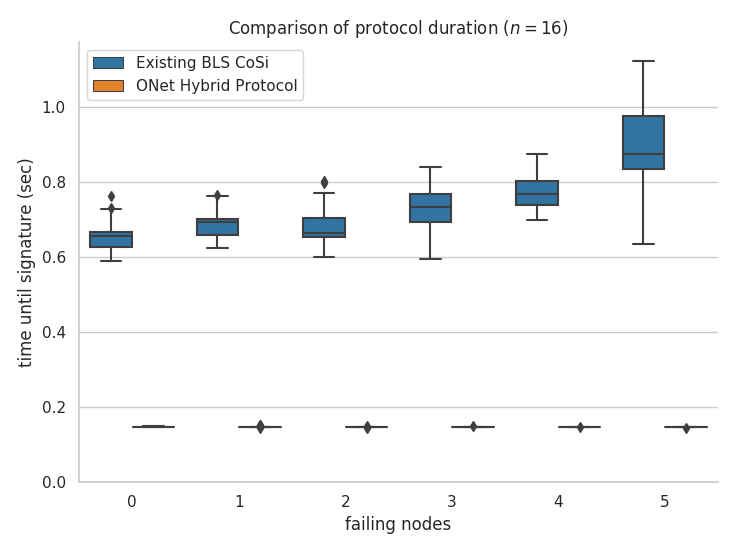 Comparison of protocol duration (n = 16)
Existing BLS CoSi
ONet Hybrid Protocol
time until signature (sec)
1.0
0.8
0.6
0.4
0.2
0.0
0 1 2 3 4 5
failing nodes